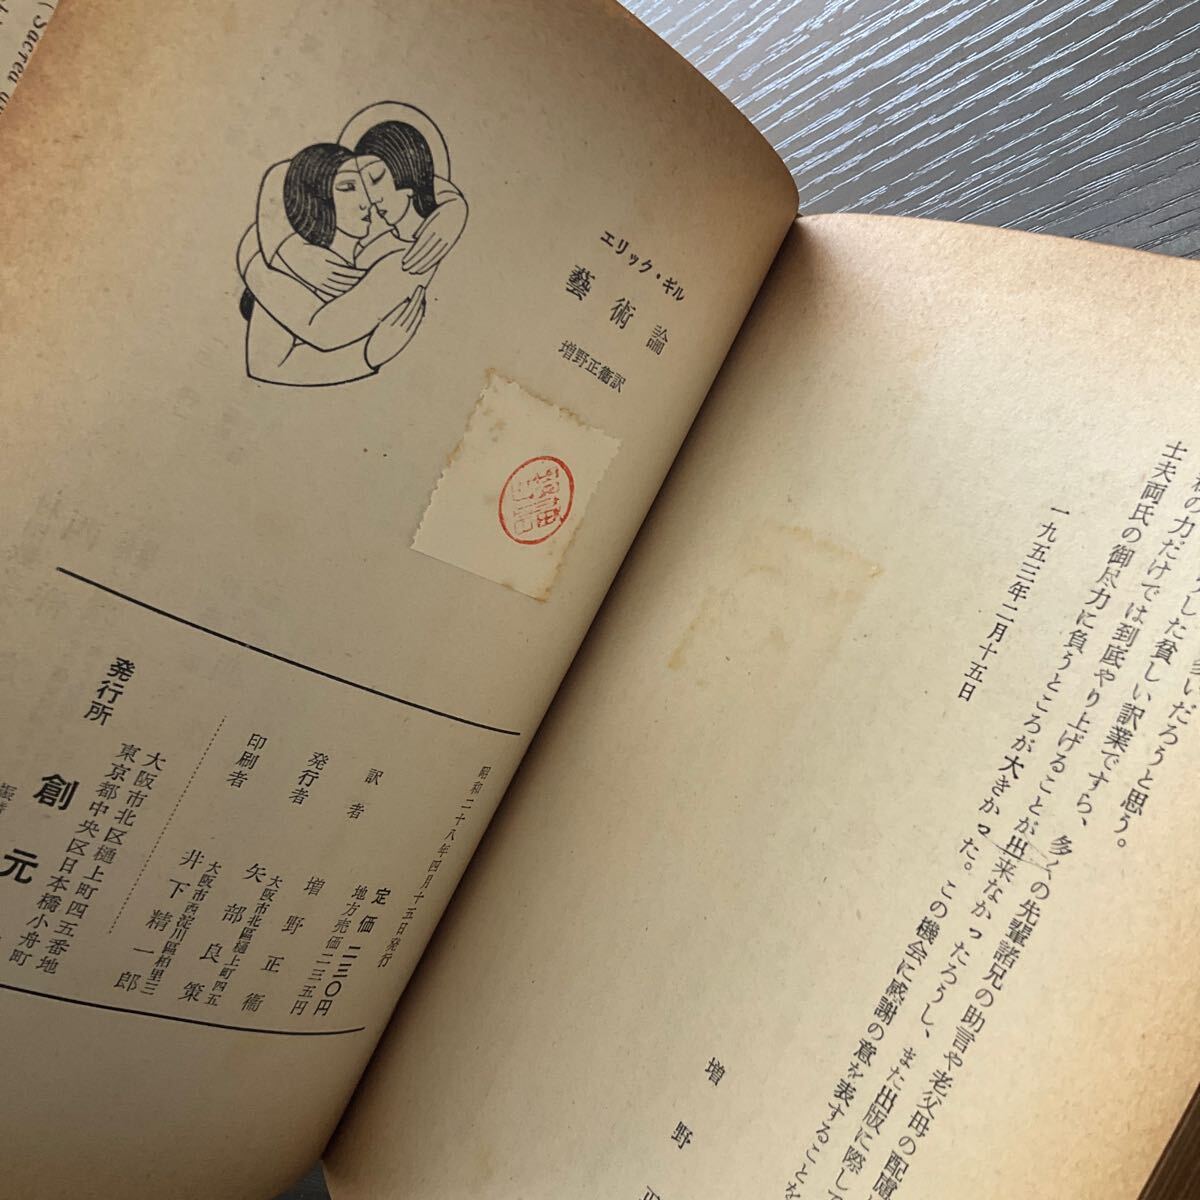 (Sacred
士夫両氏の御尽力に負うところが大きかった。この機会に感謝の意を表することを
の力だけでは到底やり上げることが出来なかったろうし、また出版に際して
した貧しい訳業ですら、多くの先輩諸兄の助言や老父母の配慮
いだろうと思う。
一九五三年二月十五日
増野正
エリック・ギル
藝術論
増野正衞訳
昭和二十八年四月十五日発行
定価 二三〇円
地方売価二三五円
訳者 増野正衞
大阪市北区樋上町四五
発行者 矢部良策
大阪市西淀川區柏里三
印刷者 井下精一郎
大阪市北区樋上町四五番地
東京都中央区日本橋小舟町
発行所 創元
振替